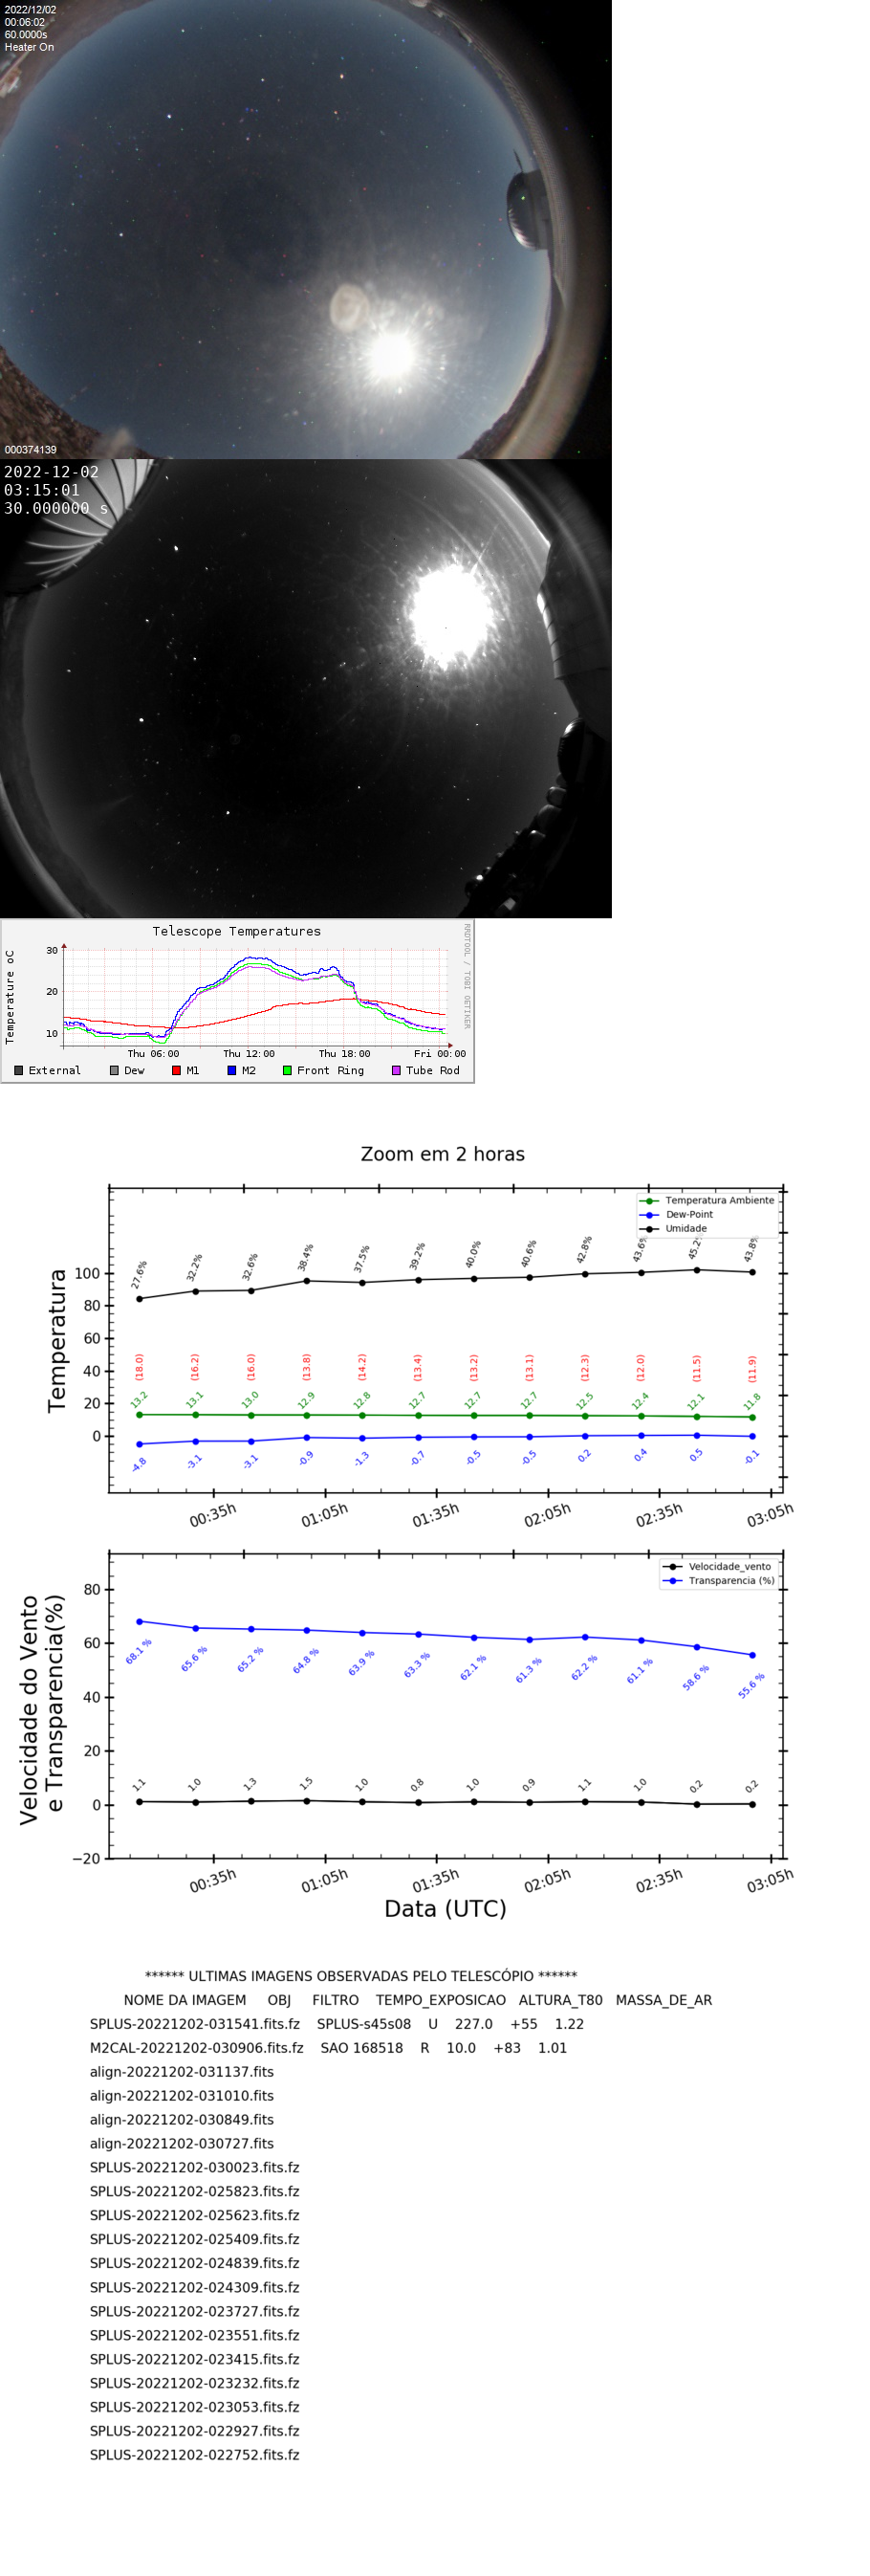 2022/12/02
00:06:02
60.0000s
Heater On
000374139
2022-12-02
03:15:01
30.000000 s
Telescope Temperatures
RRDTOOL / TOBI OETIKER
Temperature oC
30
20
10
Thu 06:00 Thu 12:00 Thu 18:00 Fri 00:00
External Dew M1 M2 Front Ring Tube Rod
Zoom em 2 horas
Temperatura
Temperatura Ambiente
Dew-Point
Umidade
27.6% 32.2% 32.6% 38.4% 37.5% 39.2% 40.0% 40.6% 42.8% 43.6% 45.2% 43.8%
100
80
60
40
20
0
(18.0) (16.2) (16.0) (13.8) (14.2) (13.4) (13.2) (13.1) (12.3) (12.0) (11.5) (11.9)
13.2 13.1 13.0 12.9 12.8 12.7 12.7 12.7 12.5 12.4 12.1 11.8
-4.8 -3.1 -3.1 -0.9 -1.3 -0.7 -0.5 -0.5 0.2 0.4 0.5 -0.1
00:35h 01:05h 01:35h 02:05h 02:35h 03:05h
Velocidade do Vento
e Transparencia(%)
Velocidade_vento
Transparencia (%)
80
60
40
20
0
−20
68.1 % 65.6 % 65.2 % 64.8 % 63.9 % 63.3 % 62.1 % 61.3 % 62.2 % 61.1 % 58.6 % 55.6 %
1.1 1.0 1.3 1.5 1.0 0.8 1.0 0.9 1.1 1.0 0.2 0.2
00:35h 01:05h 01:35h 02:05h 02:35h 03:05h
Data (UTC)
****** ULTIMAS IMAGENS OBSERVADAS PELO TELESCÓPIO ******
NOME DA IMAGEM OBJ FILTRO TEMPO_EXPOSICAO ALTURA_T80 MASSA_DE_AR
SPLUS-20221202-031541.fits.fz SPLUS-s45s08 U 227.0 +55 1.22
M2CAL-20221202-030906.fits.fz SAO 168518 R 10.0 +83 1.01
align-20221202-031137.fits
align-20221202-031010.fits
align-20221202-030849.fits
align-20221202-030727.fits
SPLUS-20221202-030023.fits.fz
SPLUS-20221202-025823.fits.fz
SPLUS-20221202-025623.fits.fz
SPLUS-20221202-025409.fits.fz
SPLUS-20221202-024839.fits.fz
SPLUS-20221202-024309.fits.fz
SPLUS-20221202-023727.fits.fz
SPLUS-20221202-023551.fits.fz
SPLUS-20221202-023415.fits.fz
SPLUS-20221202-023232.fits.fz
SPLUS-20221202-023053.fits.fz
SPLUS-20221202-022927.fits.fz
SPLUS-20221202-022752.fits.fz